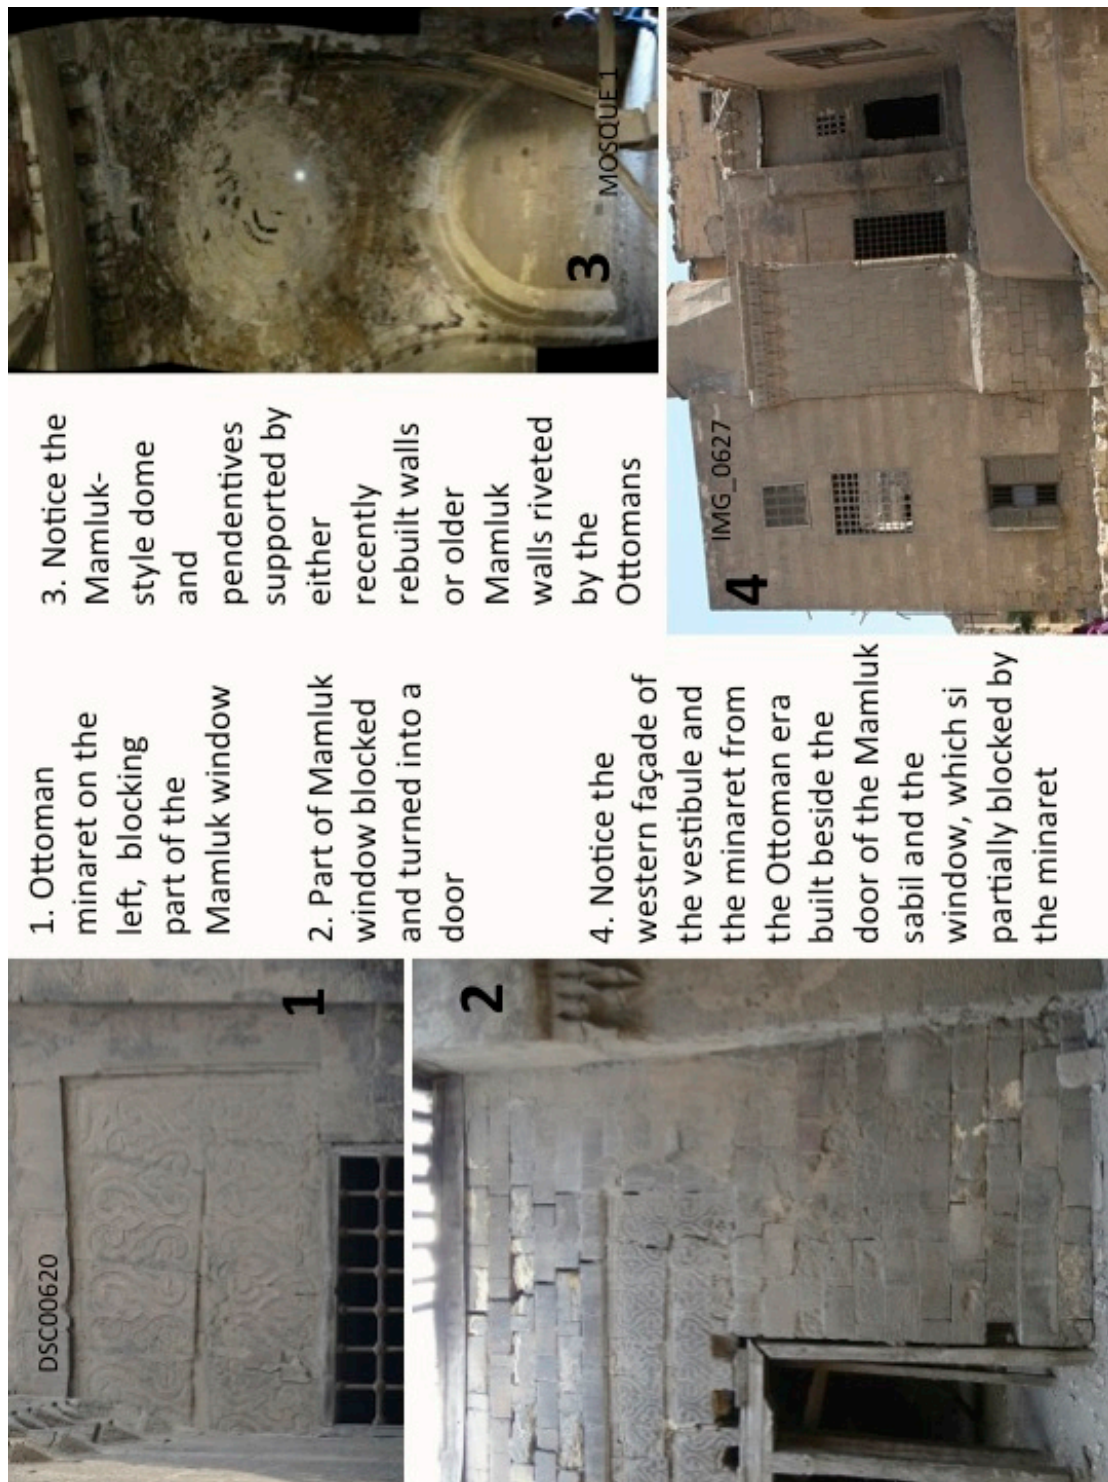 DSC00620
1
1. Ottoman
minaret on the
left, blocking
part of the
Mamluk window
2. Part of Mamluk
window blocked
and turned into a
door
2
3. Notice the
Mamluk-
style dome
and
pendentives
supported by
either
recently
rebuilt walls
or older
Mamluk
walls riveted
by the
Ottomans
3
MOSQUE1
4. Notice the
western façade of
the vestibule and
the minaret from
the Ottoman era
built beside the
door of the Mamluk
sabil and the
window, which si
partially blocked by
the minaret
IMG_0627
4